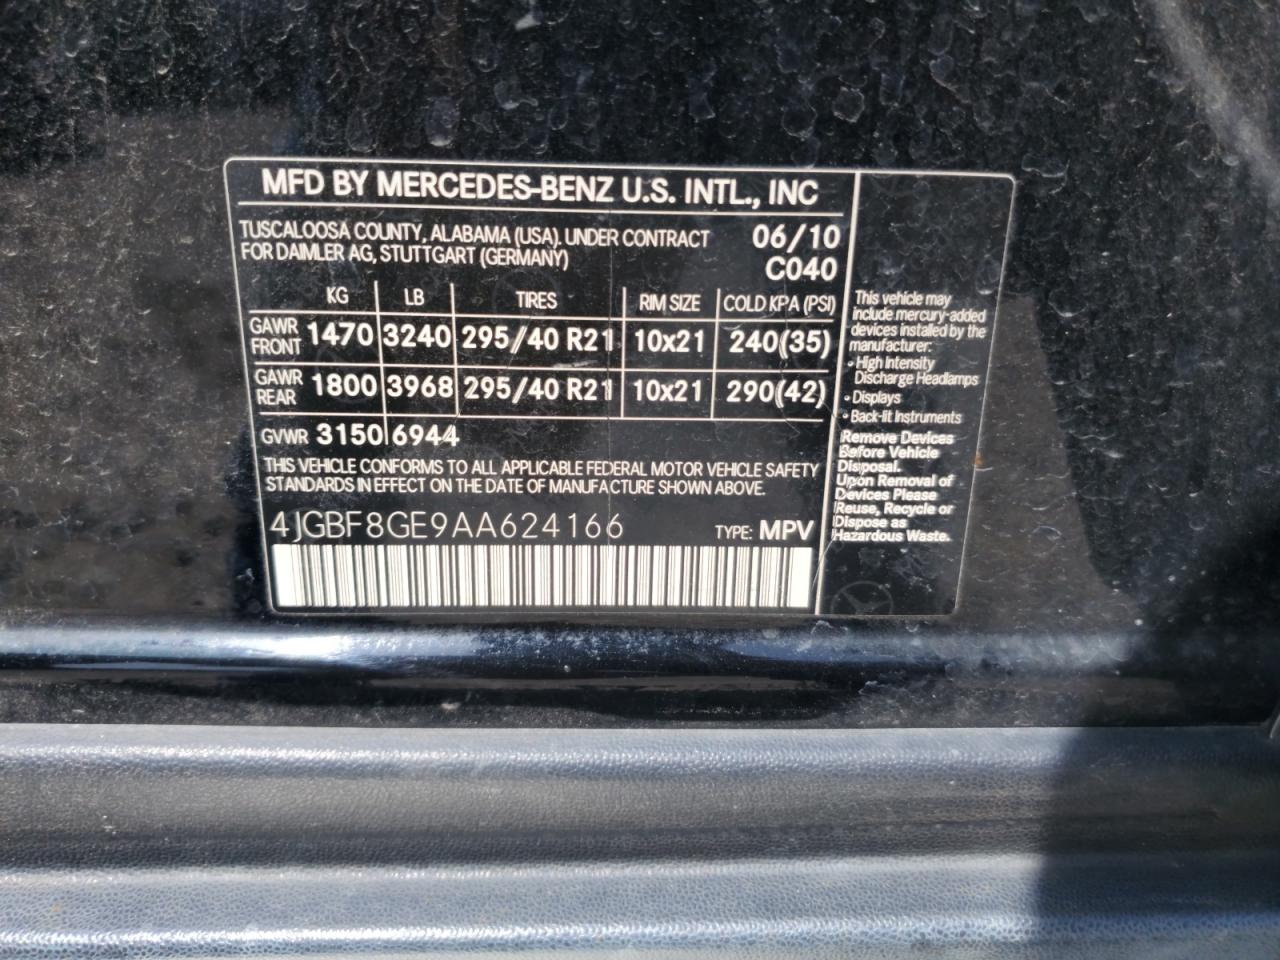 MFD BY MERCEDES-BENZ U.S. INTL., INC
TUSCALOOSA COUNTY, ALABAMA (USA). UNDER CONTRACT 06/10
FOR DAIMLER AG, STUTTGART (GERMANY) C040
KG LB TIRES RIM SIZE COLD KPA (PSI)
GAWR FRONT 1470 3240 295/40 R21 10x21 240(35)
GAWR REAR 1800 3968 295/40 R21 10x21 290(42)
GVWR 3150 6944
THIS VEHICLE CONFORMS TO ALL APPLICABLE FEDERAL MOTOR VEHICLE SAFETY
STANDARDS IN EFFECT ON THE DATE OF MANUFACTURE SHOWN ABOVE.
4JGBF8GE9AA624166 TYPE: MPV
This vehicle may
include mercury-added
devices installed by the
manufacturer:
• High Intensity
Discharge Headlamps
• Displays
• Back-lit Instruments
Remove Devices
Before Vehicle
Disposal.
Upon Removal of
Devices Please
Reuse, Recycle or
Dispose as
Hazardous Waste.